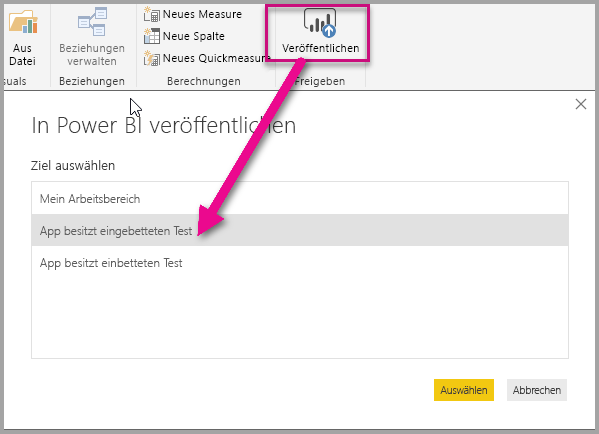 Aus
Datei
Beziehungen
verwalten
Neues Measure
Neue Spalte
Neues Quickmeasure
Veröffentlichen
suals
Beziehungen
Berechnungen
Freigeben
In Power BI veröffentlichen
Ziel auswählen
Mein Arbeitsbereich
App besitzt eingebetteten Test
App besitzt einbetteten Test
Auswählen
Abbrechen